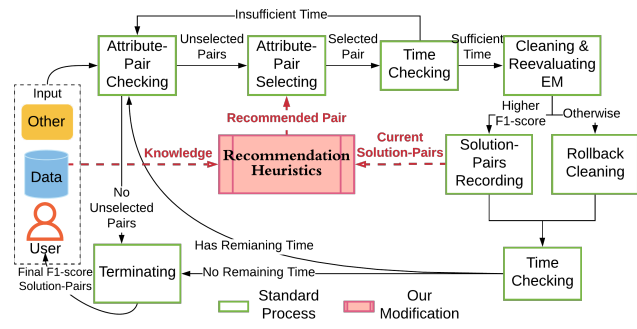 Insufficient Time
Attribute-
Pair
Checking
Unselected
Pairs
Attribute-
Pair
Selecting
Selected
Pair
Time
Checking
Sufficient
Time
Cleaning &
Reevaluating
EM
Input
Other
Data
User
Recommended Pair
Higher
F1-score
Otherwise
Knowledge
Recommendation
Heuristics
Current
Solution-Pairs
Solution-
Pairs
Recording
Rollback
Cleaning
No
Unselected
Pairs
Has Remianing Time
Final F1-score
Solution-Pairs
Terminating
No Remaining Time
Time
Checking
Standard
Process
Our
Modification